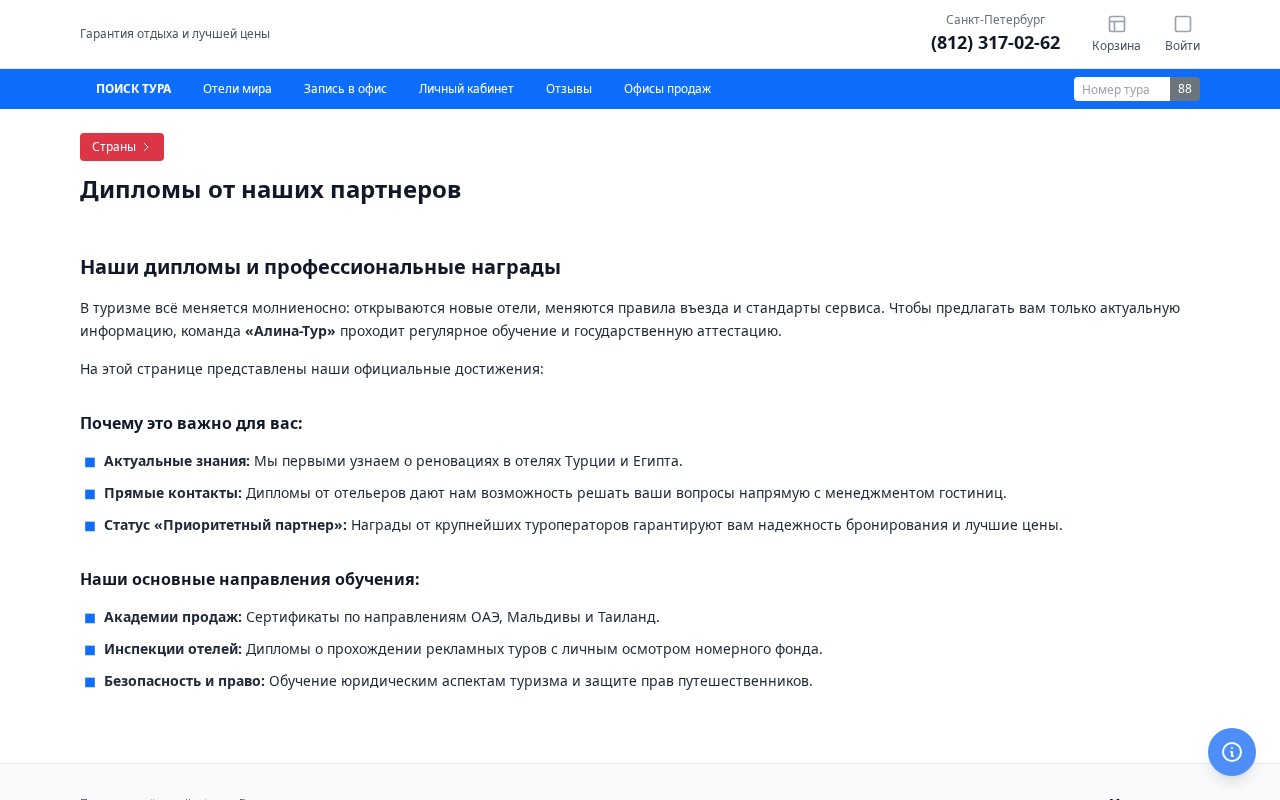 Гарантия отдыха и лучшей цены
Санкт-Петербург
(812) 317-02-62
Корзина
Войти
ПОИСК ТУРА
Отели мира
Запись в офис
Личный кабинет
Отзывы
Офисы продаж
Номер тура
88
Страны
Дипломы от наших партнеров
Наши дипломы и профессиональные награды
В туризме всё меняется молниеносно: открываются новые отели, меняются правила въезда и стандарты сервиса. Чтобы предлагать вам только актуальную
информацию, команда «Алина-Тур» проходит регулярное обучение и государственную аттестацию.
На этой странице представлены наши официальные достижения:
Почему это важно для вас:
Актуальные знания: Мы первыми узнаем о реновациях в отелях Турции и Египта.
Прямые контакты: Дипломы от отельеров дают нам возможность решать ваши вопросы напрямую с менеджментом гостиниц.
Статус «Приоритетный партнер»: Награды от крупнейших туроператоров гарантируют вам надежность бронирования и лучшие цены.
Наши основные направления обучения:
Академии продаж: Сертификаты по направлениям ОАЭ, Мальдивы и Таиланд.
Инспекции отелей: Дипломы о прохождении рекламных туров с личным осмотром номерного фонда.
Безопасность и право: Обучение юридическим аспектам туризма и защите прав путешественников.